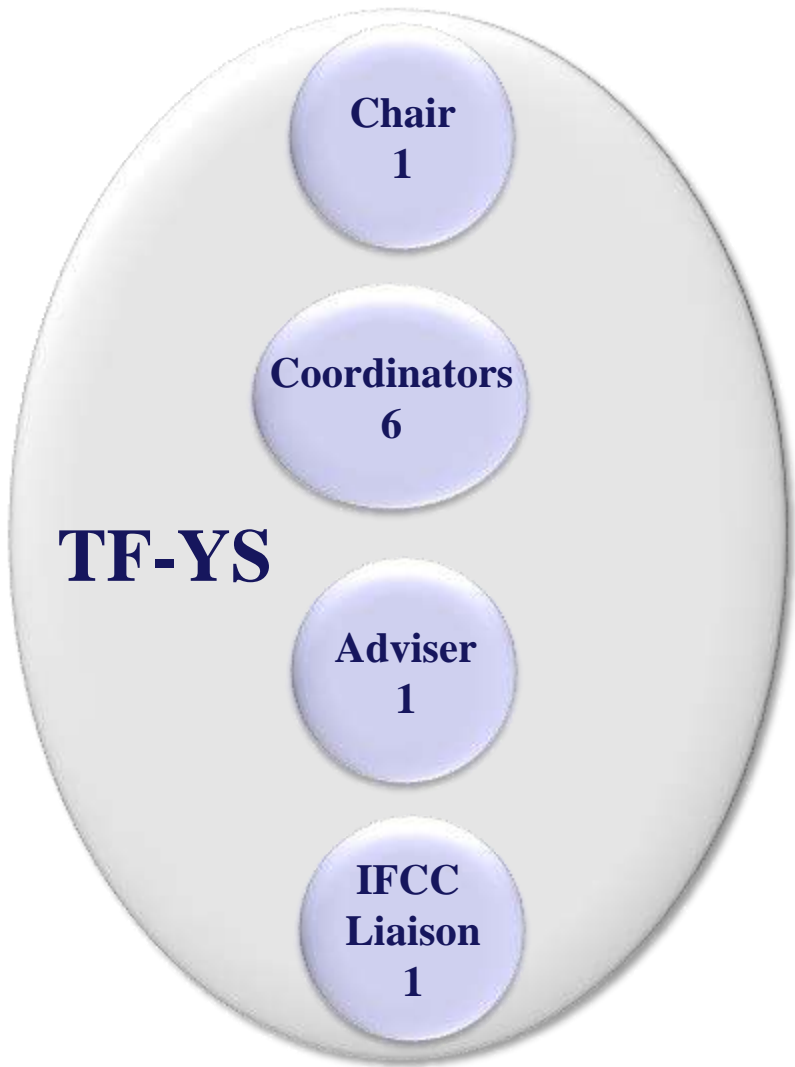 Chair
1
Coordinators
6
TF-YS
Adviser
1
IFCC
Liaison
1